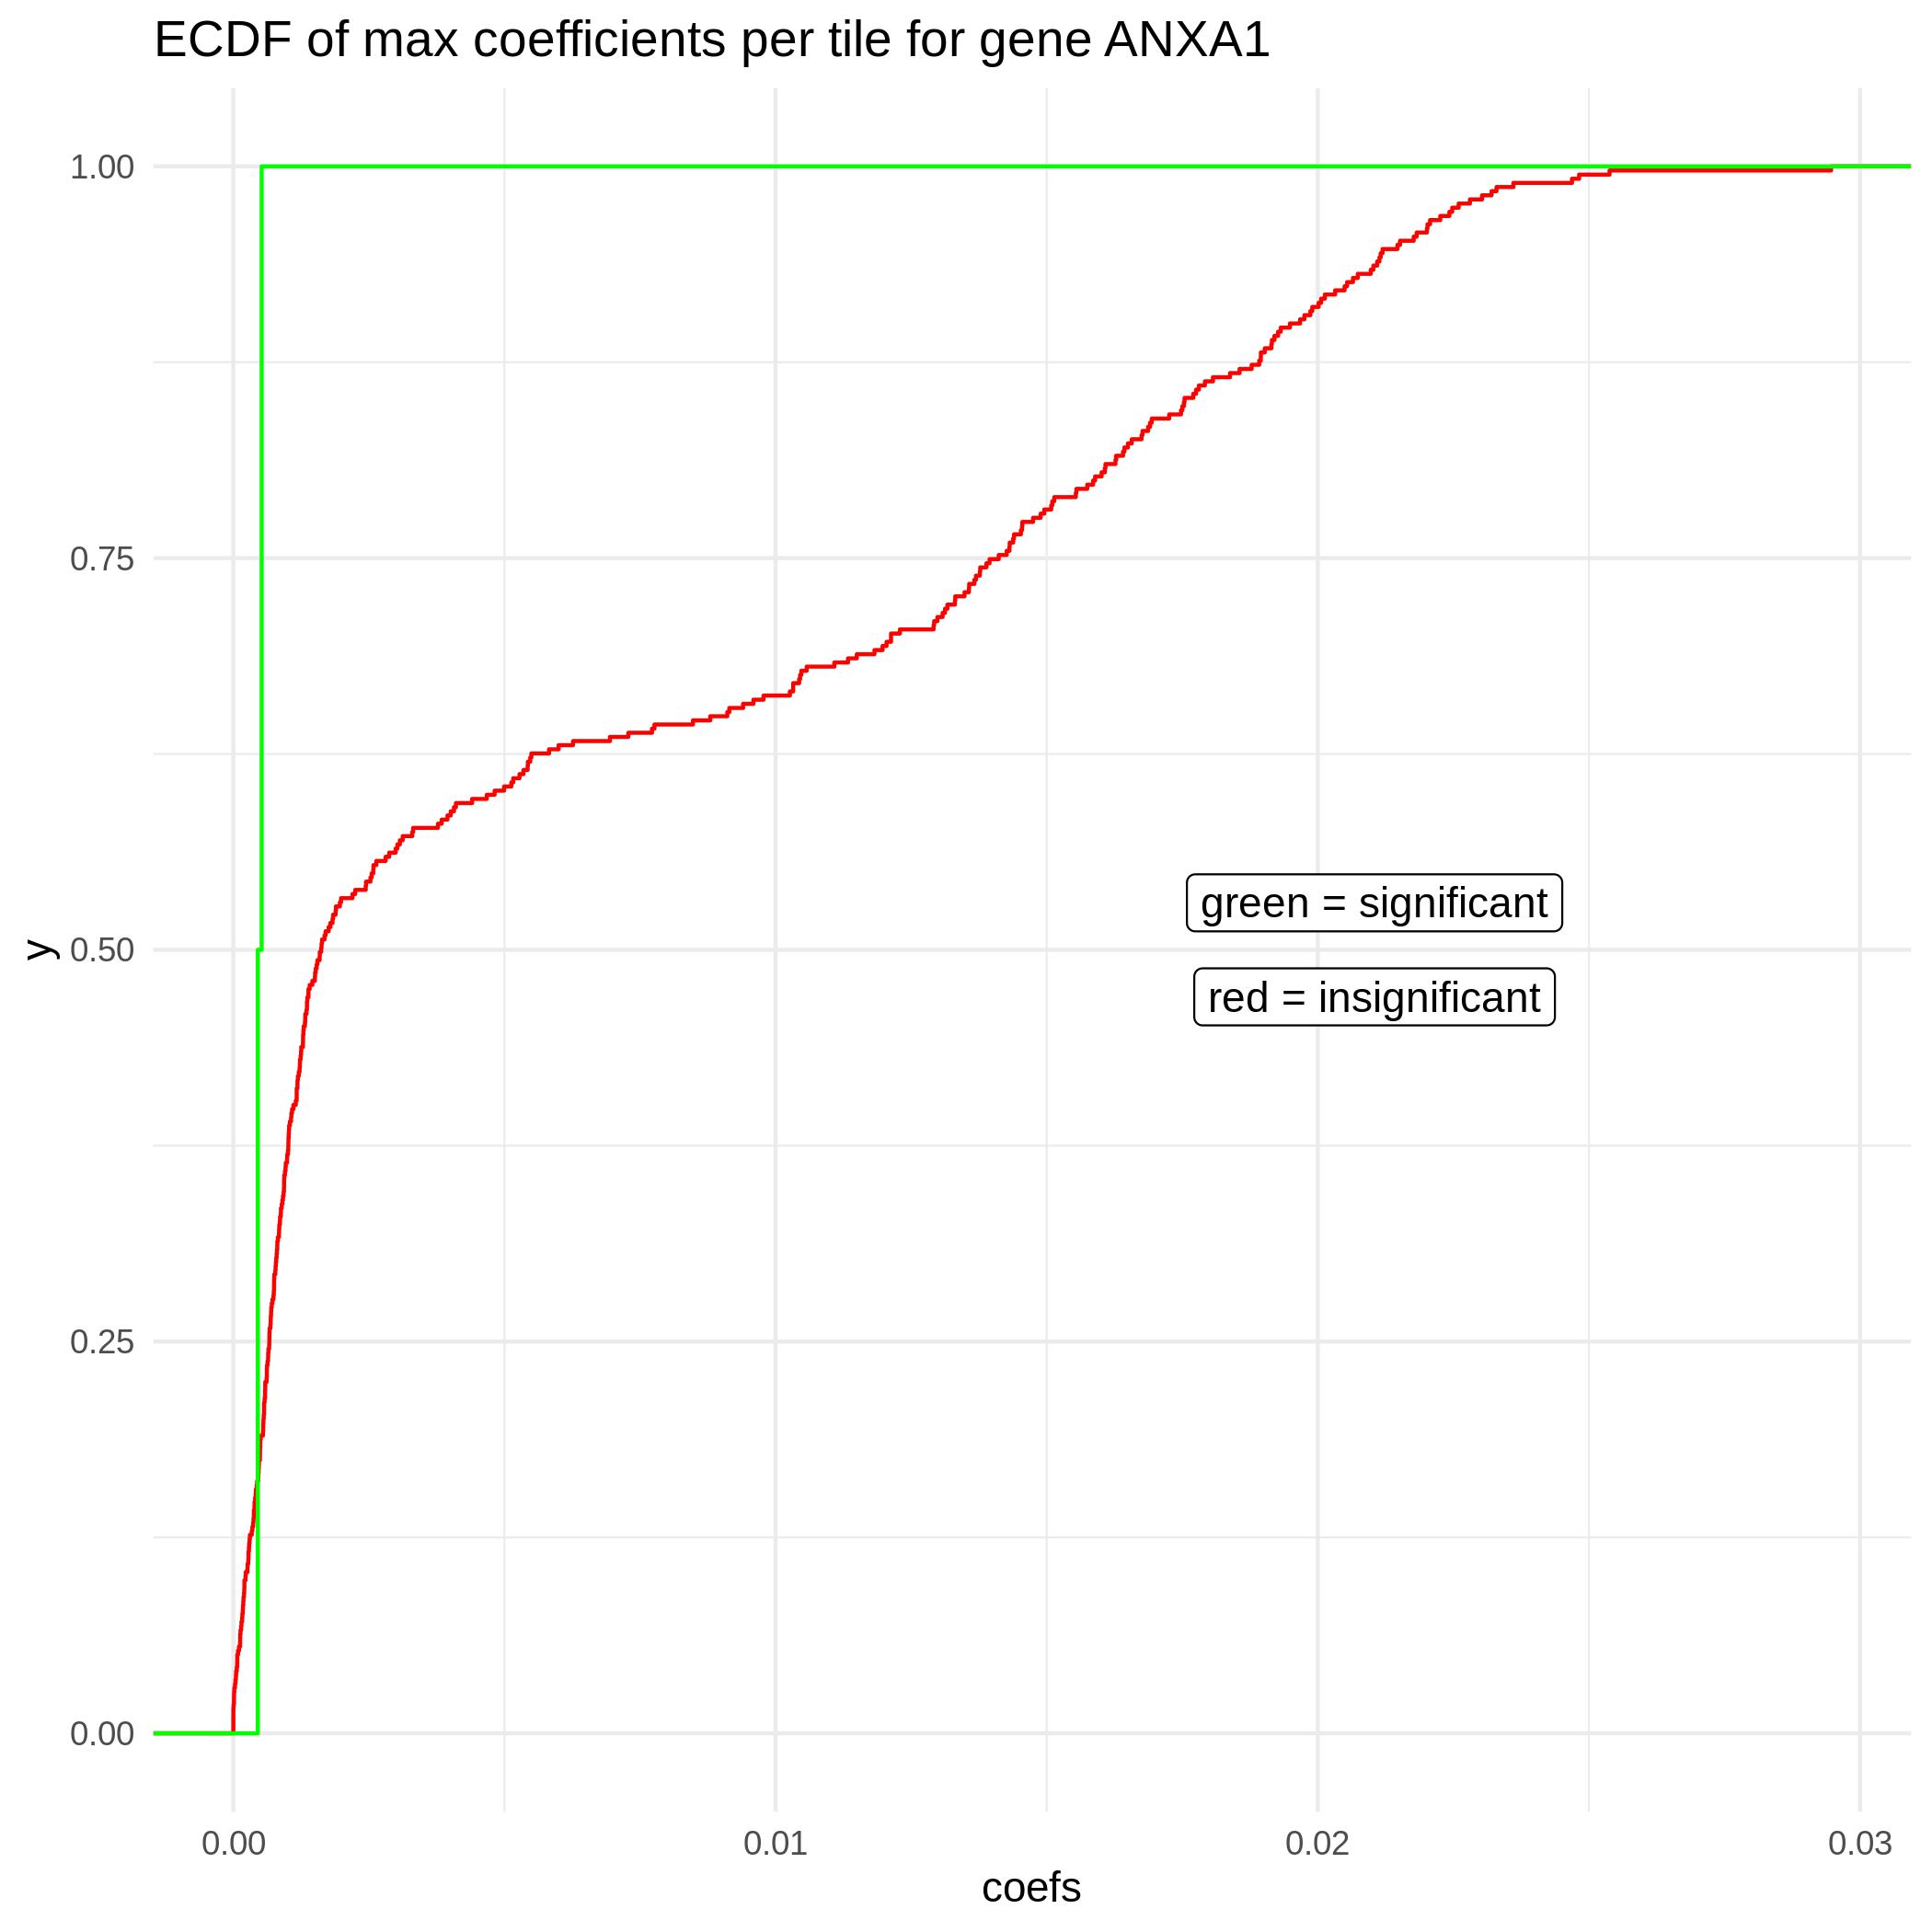 ECDF of max coefficients per tile for gene ANXA1
1.00
0.75
0.50
0.25
0.00
y
green = significant
red = insignificant
0.00 0.01 0.02 0.03
coefs